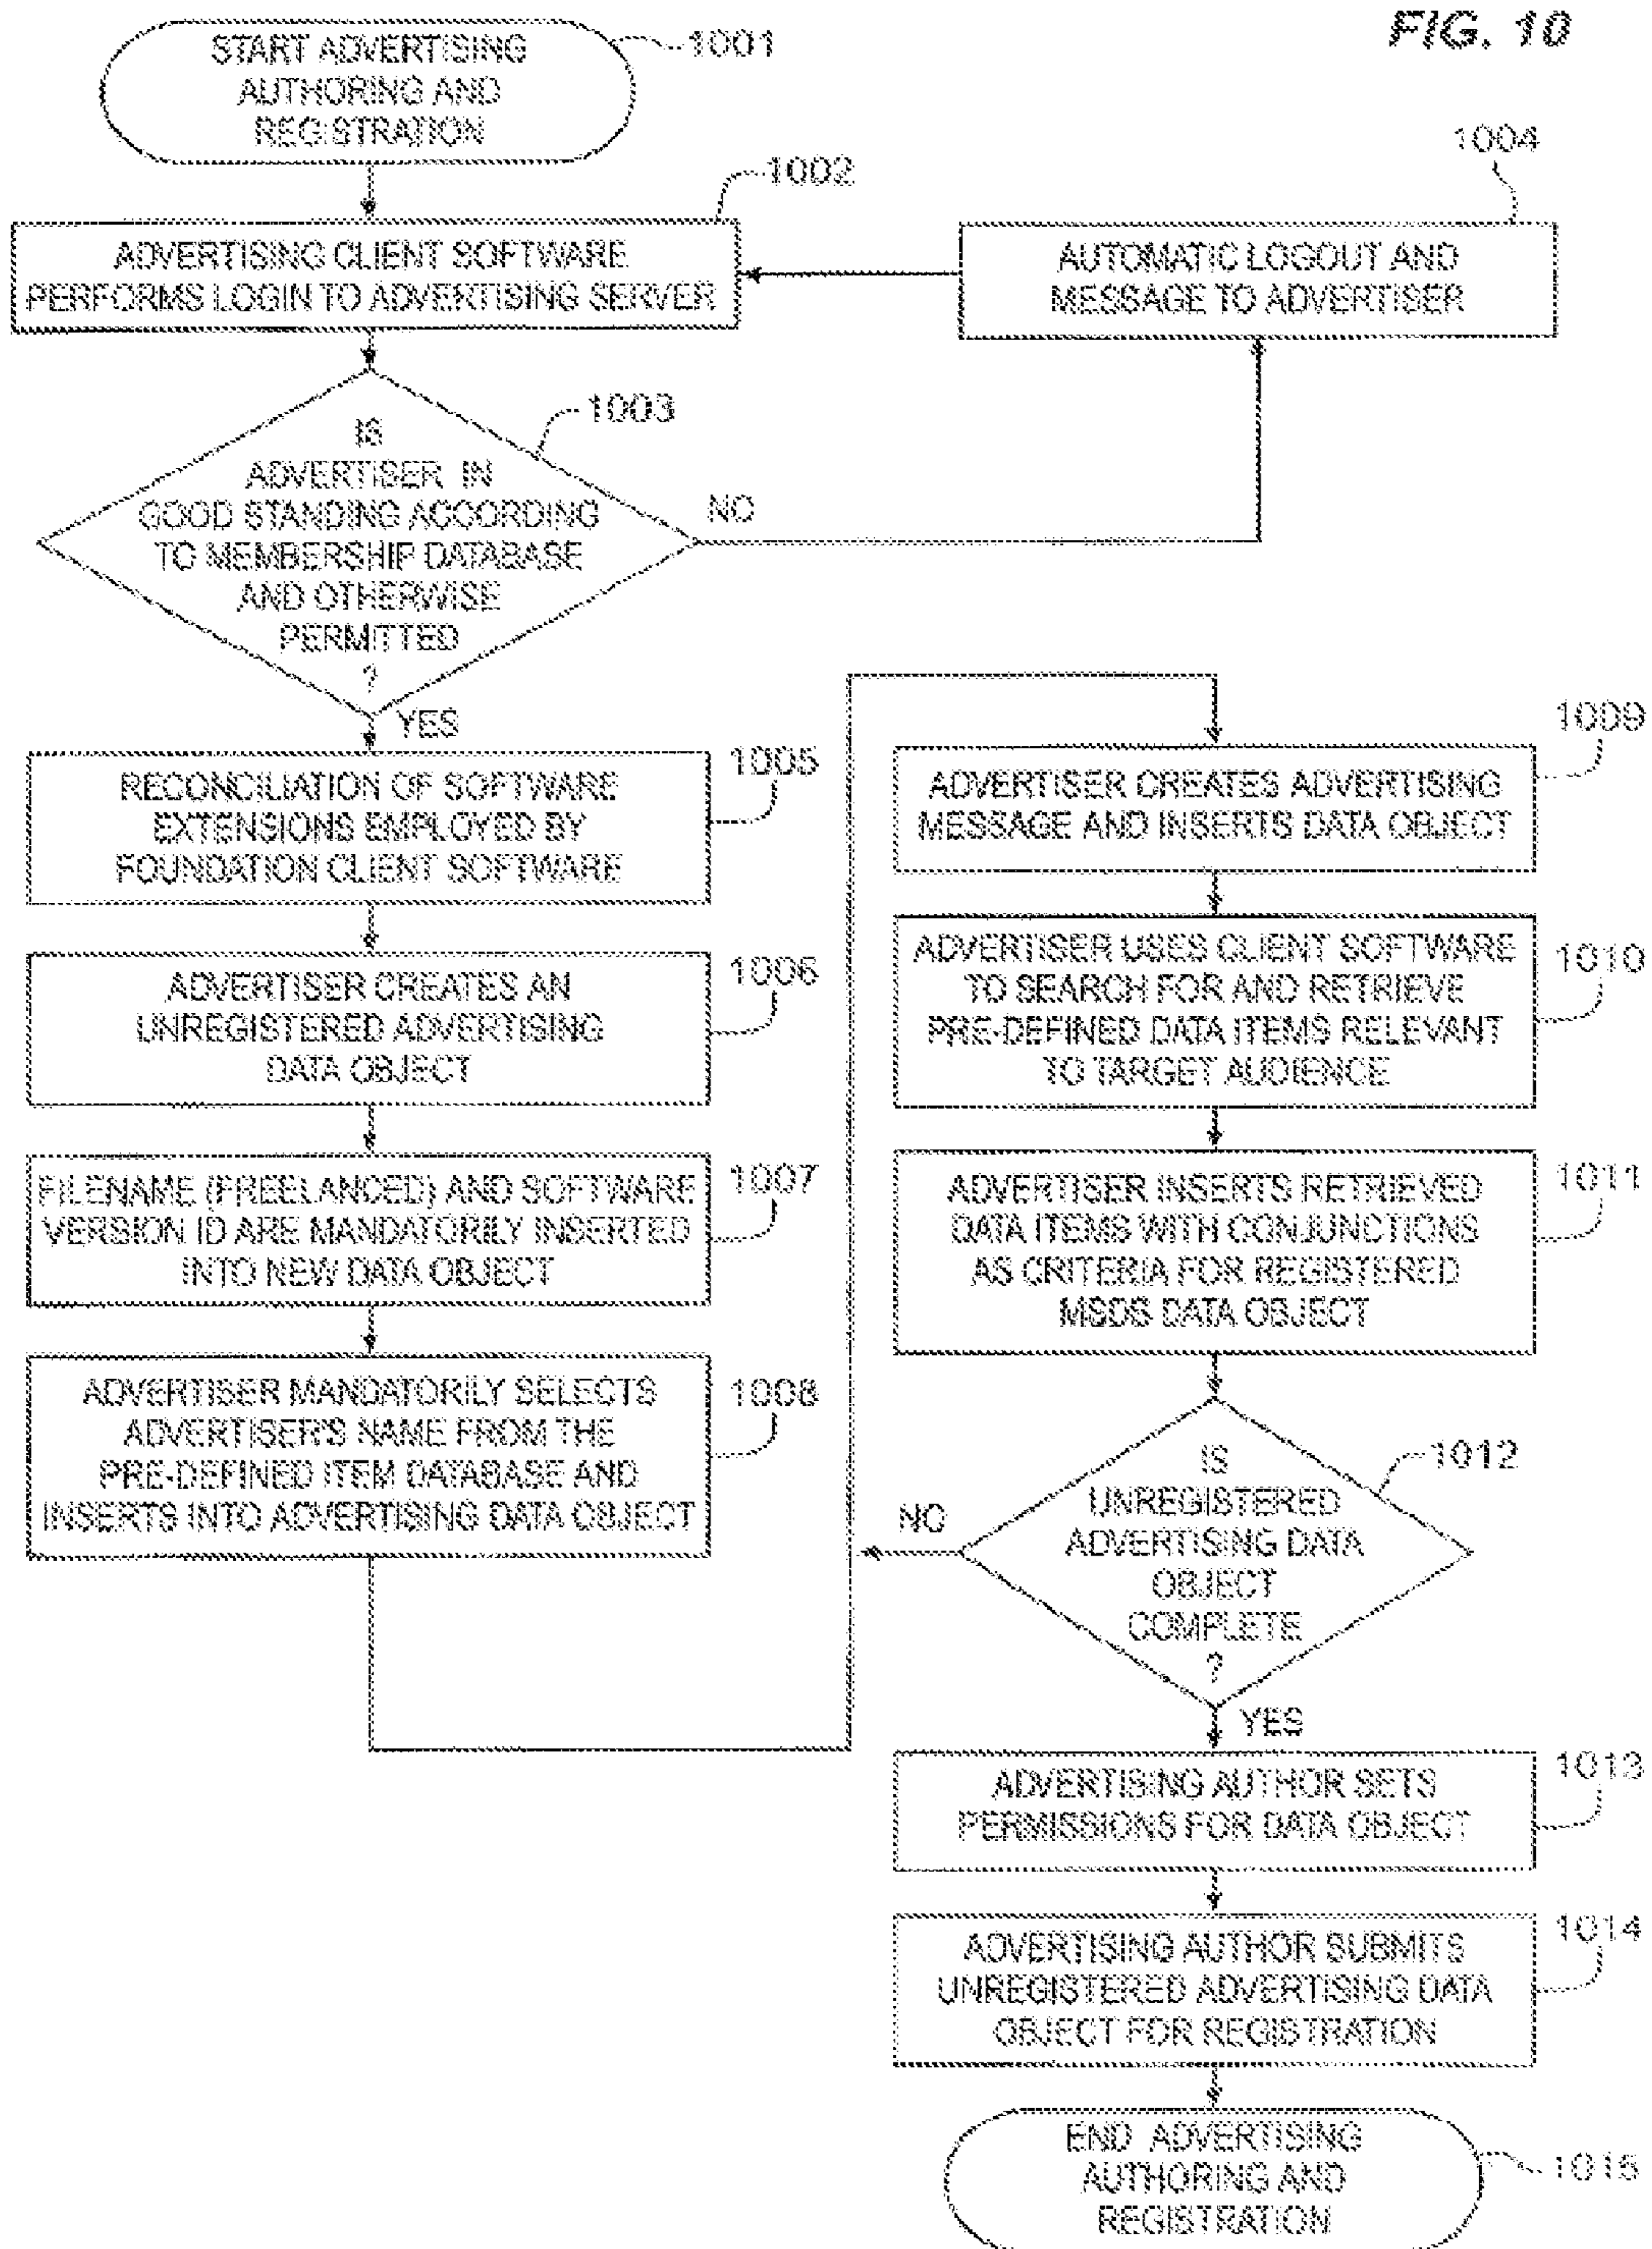 FIG. 10
START ADVERTISING
AUTHORING AND
REGISTRATION
1001
1002
ADVERTISING CLIENT SOFTWARE
PERFORMS LOGIN TO ADVERTISING SERVER
1004
AUTOMATIC LOGOUT AND
MESSAGE TO ADVERTISER
1003
IS
ADVERTISER IN
GOOD STANDING ACCORDING
TO MEMBERSHIP DATABASE
AND OTHERWISE
PERMITTED
?
NO
YES
1005
RECONCILIATION OF SOFTWARE
EXTENSIONS EMPLOYED BY
FOUNDATION CLIENT SOFTWARE
1006
ADVERTISER CREATES AN
UNREGISTERED ADVERTISING
DATA OBJECT
1007
FILENAME (FREELANCED) AND SOFTWARE
VERSION ID ARE MANDATORILY INSERTED
INTO NEW DATA OBJECT
1008
ADVERTISER MANDATORILY SELECTS
ADVERTISER'S NAME FROM THE
PRE-DEFINED ITEM DATABASE AND
INSERTS INTO ADVERTISING DATA OBJECT
1009
ADVERTISER CREATES ADVERTISING
MESSAGE AND INSERTS DATA OBJECT
1010
ADVERTISER USES CLIENT SOFTWARE
TO SEARCH FOR AND RETRIEVE
PRE-DEFINED DATA ITEMS RELEVANT
TO TARGET AUDIENCE
1011
ADVERTISER INSERTS RETRIEVED
DATA ITEMS WITH CONJUNCTIONS
AS CRITERIA FOR REGISTERED
MSDS DATA OBJECT
1012
IS
UNREGISTERED
ADVERTISING DATA
OBJECT
COMPLETE
?
NO
YES
1013
ADVERTISING AUTHOR SETS
PERMISSIONS FOR DATA OBJECT
1014
ADVERTISING AUTHOR SUBMITS
UNREGISTERED ADVERTISING DATA
OBJECT FOR REGISTRATION
END ADVERTISING
AUTHORING AND
REGISTRATION
1015